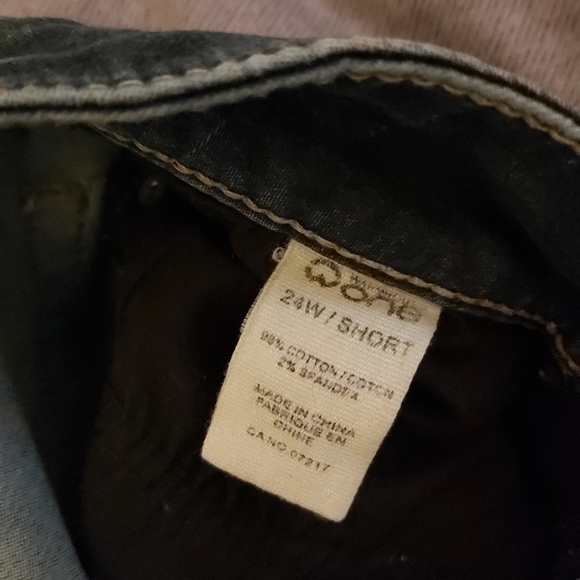 One
24W / SHORT
98% COTTON / COTON
2% SPANDEX
MADE IN CHINA
FABRIQUE EN
CHINE
CA NO 07217